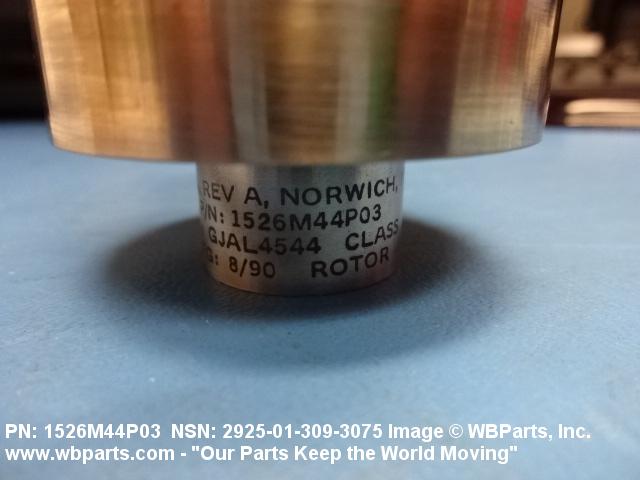 REV A, NORWICH,
P/N: 1526M44P03
GJAL4544 CLASS
8/90 ROTOR
PN: 1526M44P03 NSN: 2925-01-309-3075 Image © WBParts, Inc.
www.wbparts.com - "Our Parts Keep the World Moving"